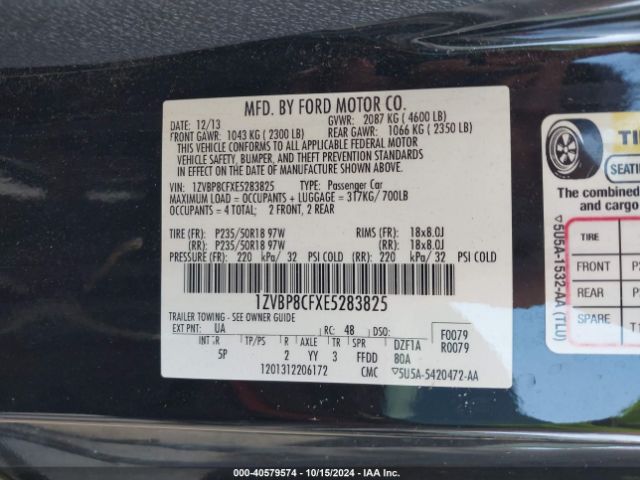 MFD. BY FORD MOTOR CO.
DATE: 12/13 GVWR: 2087 KG ( 4600 LB)
FRONT GAWR: 1043 KG ( 2300 LB) REAR GAWR: 1066 KG ( 2350 LB)
THIS VEHICLE CONFORMS TO ALL APPLICABLE FEDERAL MOTOR
VEHICLE SAFETY, BUMPER, AND THEFT PREVENTION STANDARDS
IN EFFECT ON THE DATE OF MANUFACTURE SHOWN ABOVE.
VIN: 1ZVBP8CFXE5283825 TYPE: Passenger Car
MAXIMUM LOAD = OCCUPANTS + LUGGAGE = 317KG / 700LB
OCCUPANTS = 4 TOTAL; 2 FRONT, 2 REAR
TIRE (FR): P235/50R18 97W RIMS (FR): 18x8.0J
(RR): P235/50R18 97W (RR): 18x8.0J
PRESSURE (FR): 220 kPa/ 32 PSI COLD (RR): 220 kPa/ 32 PSI COLD
1ZVBP8CFXE5283825
TRAILER TOWING - SEE OWNER GUIDE
EXT PNT: UA RC: 48 DSO: F0079
R0079
INT TR TP/PS R AXLE TR SPR DZF1A
5P 2 YY 3 FFDD 80A
1201312206172 CMC ▽5U5A-5420472-AA
▽5U5A-1532-AA (TLU)
TI
SEATIN
The combined
and cargo
TIRE
FRONT P
REAR P
SPARE T1
000-40579574 - 10/15/2024 - IAA Inc.